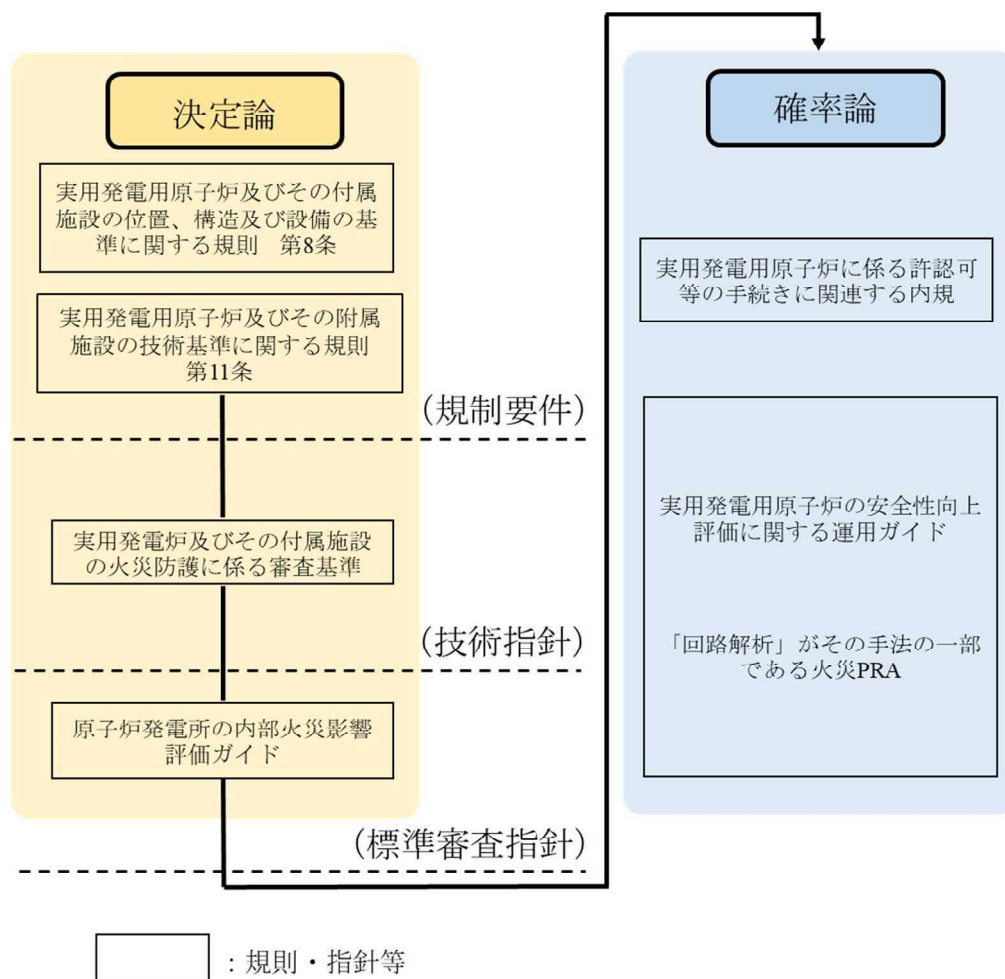 決定論
実用発電用原子炉及びその付属
施設の位置、構造及び設備の基
準に関する規則　第8条
実用発電用原子炉及びその附属
施設の技術基準に関する規則
第11条
(規制要件)
実用発電炉及びその付属施設
の火災防護に係る審査基準
(技術指針)
原子炉発電所の内部火災影響
評価ガイド
(標準審査指針)
確率論
実用発電用原子炉に係る許認可
等の手続きに関連する内規
実用発電用原子炉の安全性向上
評価に関する運用ガイド
「回路解析」がその手法の一部
である火災PRA
：規則・指針等